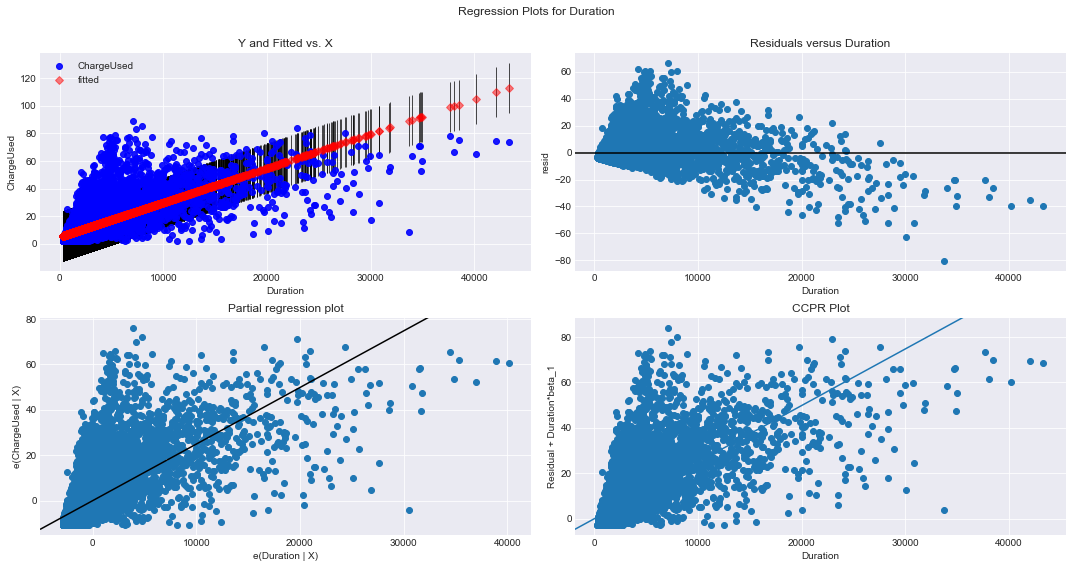 Regression Plots for Duration
Y and Fitted vs. X
ChargeUsed
fitted
ChargeUsed
120
100
80
60
40
20
0
0 10000 20000 30000 40000
Duration
Residuals versus Duration
resid
60
40
20
0
−20
−40
−60
−80
0 10000 20000 30000 40000
Duration
Partial regression plot
e(ChargeUsed | X)
80
60
40
20
0
0 10000 20000 30000 40000
e(Duration | X)
CCPR Plot
Residual + Duration*beta_1
80
60
40
20
0
0 10000 20000 30000 40000
Duration